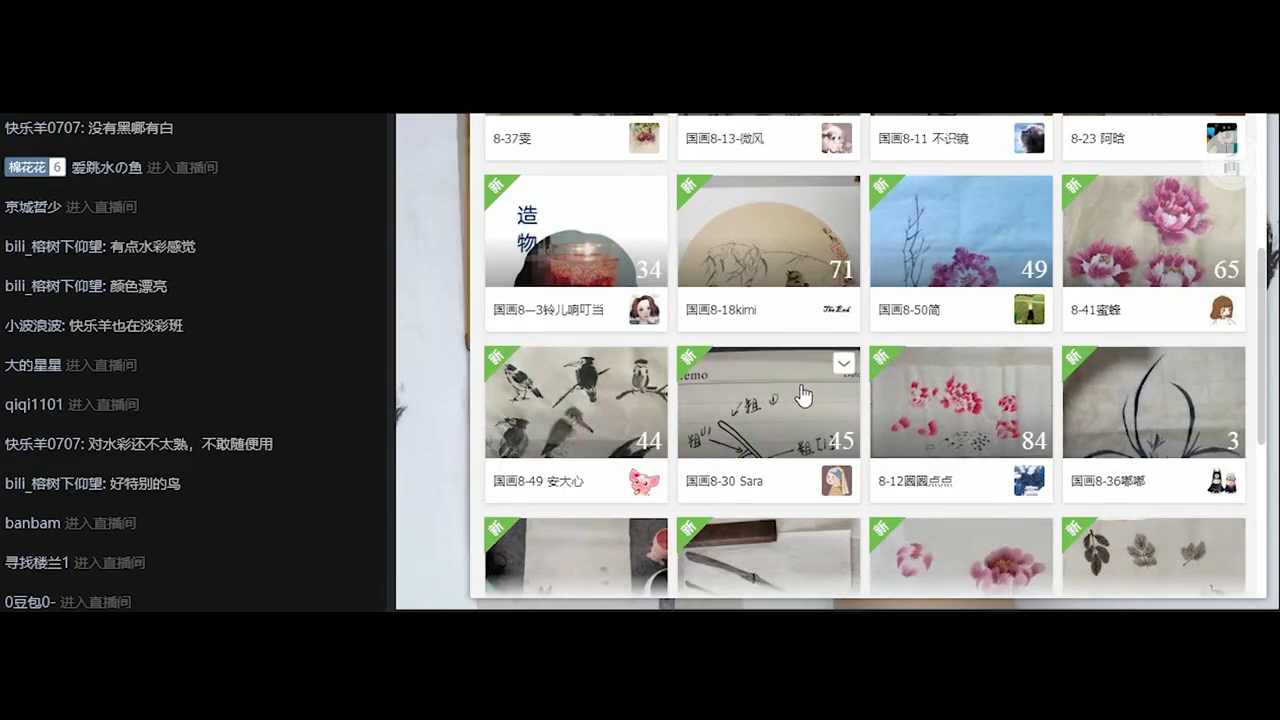 快乐羊0707: 没有黑哪有白
棉花花 6 爱跳水の鱼 进入直播间
京城哲少 进入直播间
bili_榕树下仰望: 有点水彩感觉
bili_榕树下仰望: 颜色漂亮
小波浪波: 快乐羊也在淡彩班
大的星星 进入直播间
qiqi1101 进入直播间
快乐羊0707: 对水彩还不太熟，不敢随便用
bili_榕树下仰望: 好特别的鸟
banbam 进入直播间
寻找楼兰1 进入直播间
0豆包0- 进入直播间
8-37雯
国画8-13-微风
国画8-11 不识镜
8-23 阿晗
新
造
物
34
新
71
新
49
新
65
国画8—3铃儿响叮当
国画8-18kimi
The End
国画8-50简
8-41蜜蜂
新
44
新
emo
粗
粗
粗
45
新
84
新
3
国画8-49 安大心
国画8-30 Sara
8-12圆圆点点
国画8-36嘟嘟
新
新
新
新